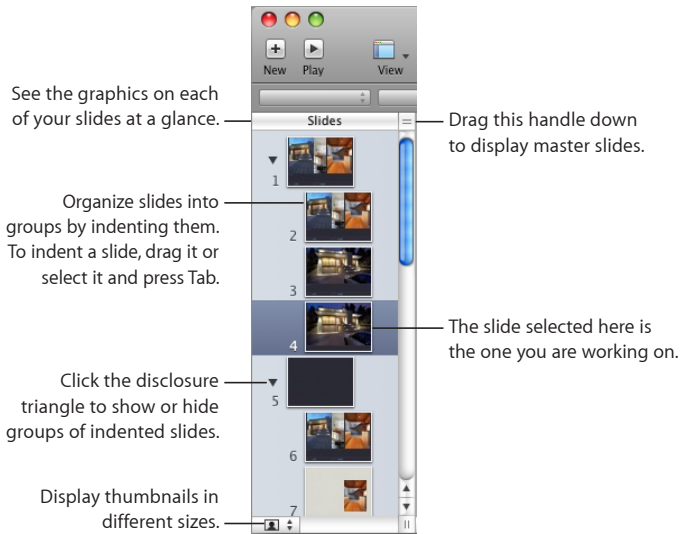 New Play View
See the graphics on each
of your slides at a glance.
Slides
Drag this handle down
to display master slides.
1
Organize slides into
groups by indenting them.
To indent a slide, drag it or
select it and press Tab.
2
3
4
The slide selected here is
the one you are working on.
Click the disclosure
triangle to show or hide
groups of indented slides.
5
6
7
Display thumbnails in
different sizes.